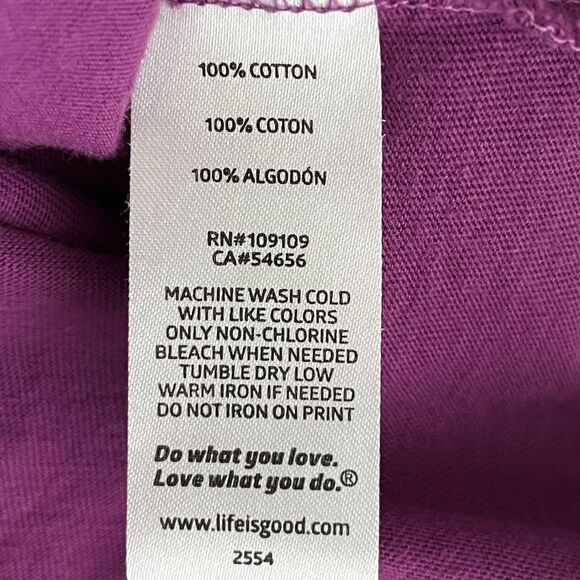 100% COTTON
100% COTON
100% ALGODÓN
RN#109109
CA#54656
MACHINE WASH COLD
WITH LIKE COLORS
ONLY NON-CHLORINE
BLEACH WHEN NEEDED
TUMBLE DRY LOW
WARM IRON IF NEEDED
DO NOT IRON ON PRINT
Do what you love.
Love what you do.®
www.lifeisgood.com
2554